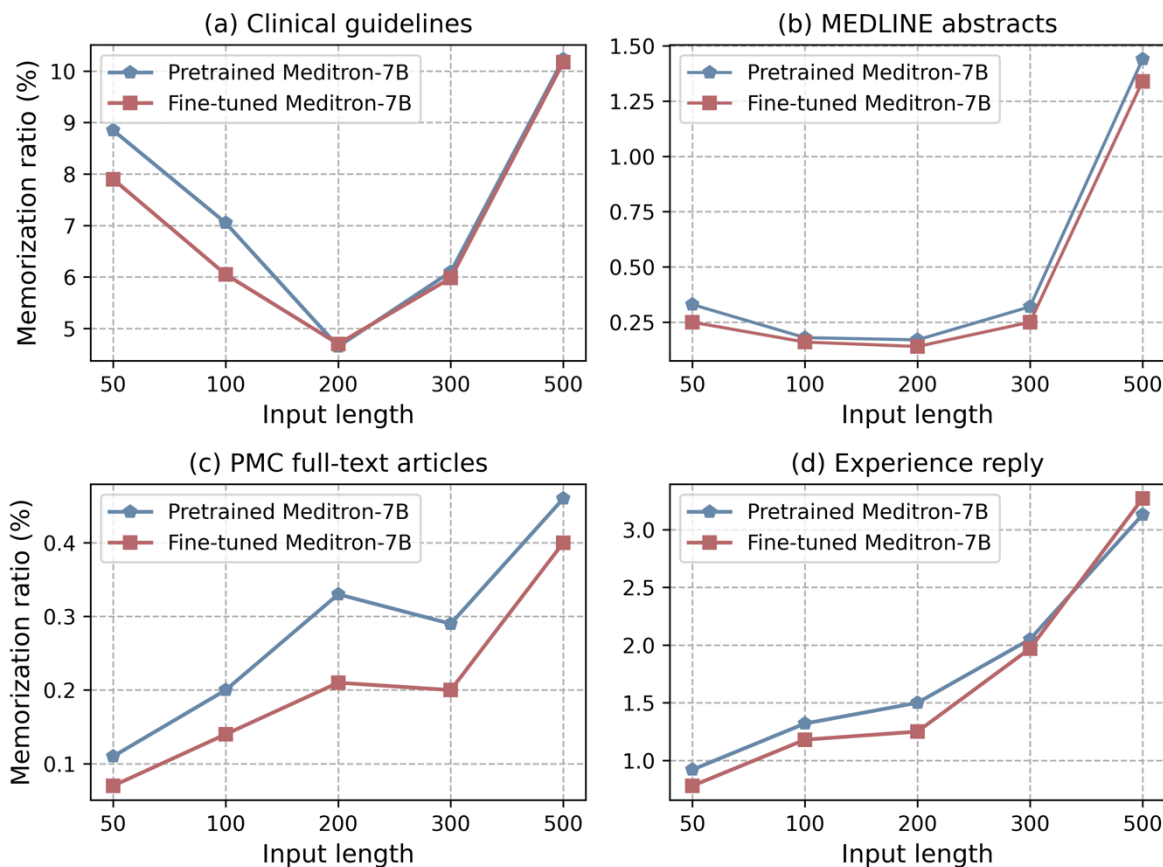 (a) Clinical guidelines
Memorization ratio (%)
10
9
8
7
6
5
Pretrained Meditron-7B
Fine-tuned Meditron-7B
50 100 200 300 500
Input length
(b) MEDLINE abstracts
1.50
1.25
1.00
0.75
0.50
0.25
Pretrained Meditron-7B
Fine-tuned Meditron-7B
50 100 200 300 500
Input length
(c) PMC full-text articles
Memorization ratio (%)
0.4
0.3
0.2
0.1
Pretrained Meditron-7B
Fine-tuned Meditron-7B
50 100 200 300 500
Input length
(d) Experience reply
3.0
2.5
2.0
1.5
1.0
Pretrained Meditron-7B
Fine-tuned Meditron-7B
50 100 200 300 500
Input length